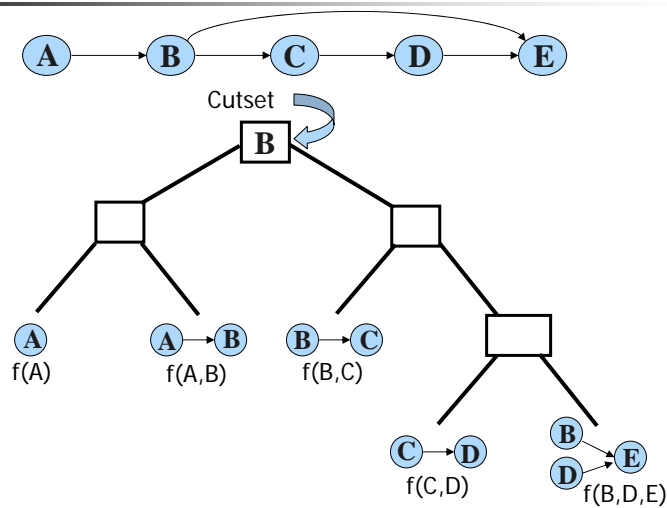 A B C D E
Cutset
B
A A B B C
f(A) f(A,B) f(B,C)
C D B D E
f(C,D) f(B,D,E)